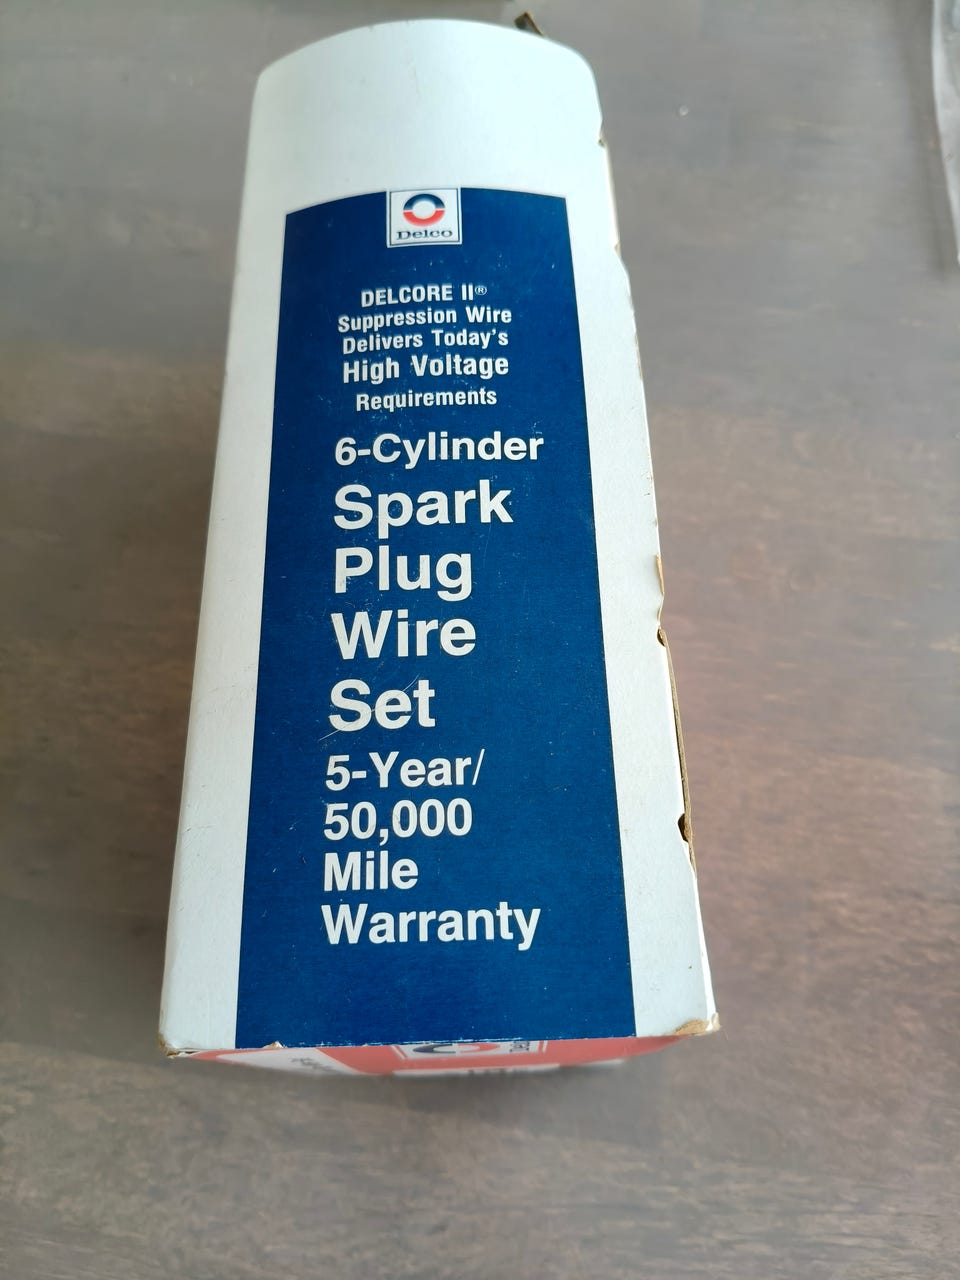 Delco
DELCORE II®
Suppression Wire
Delivers Today's
High Voltage
Requirements
6-Cylinder
Spark
Plug
Wire
Set
5-Year/
50,000
Mile
Warranty